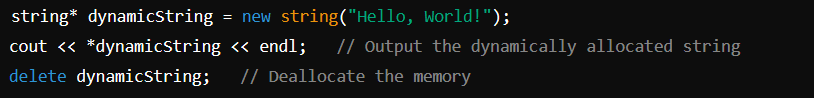 string* dynamicString = new string("Hello, World!");
cout << *dynamicString << endl;   // Output the dynamically allocated string
delete dynamicString;   // Deallocate the memory